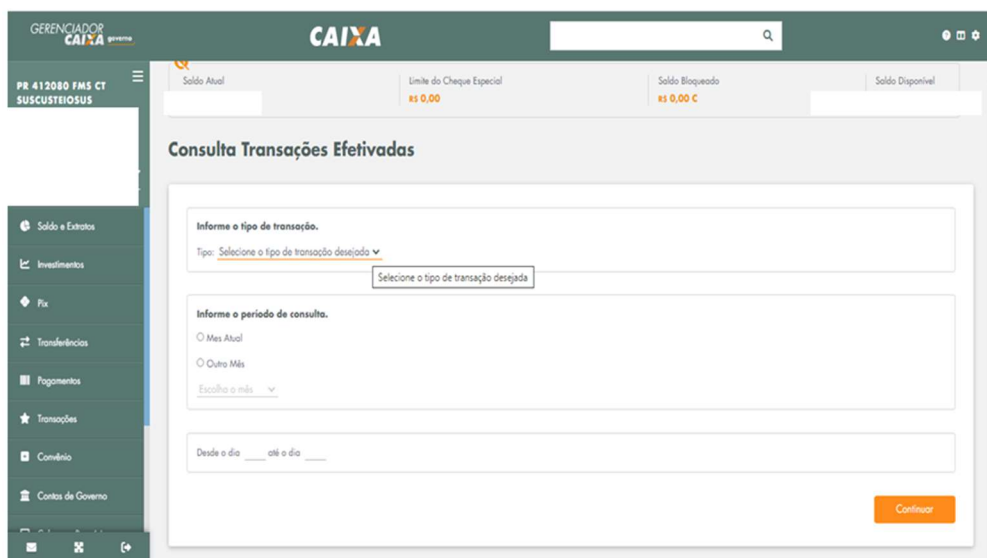 GERENCIADOR
CAIXA governo
CAIXA
PR 412080 FMS CT
SUSCUSTEIOSUS
Saldo Atual
Limite do Cheque Especial
R$ 0,00
Saldo Bloqueado
R$ 0,00 C
Saldo Disponível
Consulta Transações Efetivadas
Saldo e Extratos
Investimentos
Pix
Transferências
Pagamentos
Transações
Convênio
Contas de Governo
Informe o tipo de transação.
Tipo: Selecione o tipo de transação desejada
Selecione o tipo de transação desejada
Informe o período de consulta.
Mes Atual
Outro Mês
Escolha o mês
Desde o dia ____ até o dia ____
Continuar